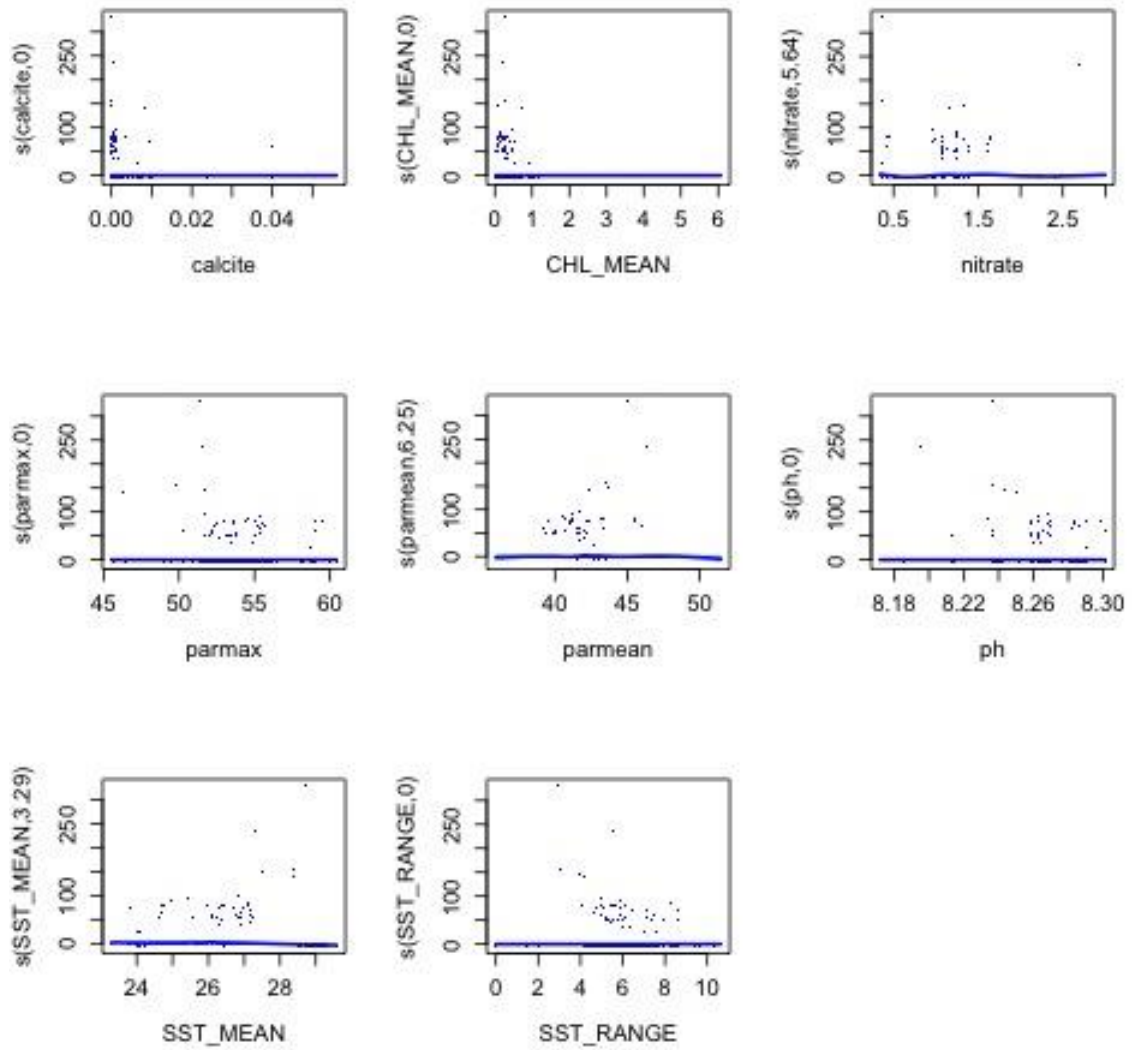 s(calcite,0)
250
100
0
0.00 0.02 0.04
calcite
s(CHL_MEAN,0)
250
100
0
0 1 2 3 4 5 6
CHL_MEAN
s(nitrate,5.64)
250
100
0
0.5 1.5 2.5
nitrate
s(parmax,0)
250
100
0
45 50 55 60
parmax
s(parmean,6.25)
250
100
0
40 45 50
parmean
s(ph,0)
250
100
0
8.18 8.22 8.26 8.30
ph
s(SST_MEAN,3.29)
250
100
0
24 26 28
SST_MEAN
s(SST_RANGE,0)
250
100
0
0 2 4 6 8 10
SST_RANGE